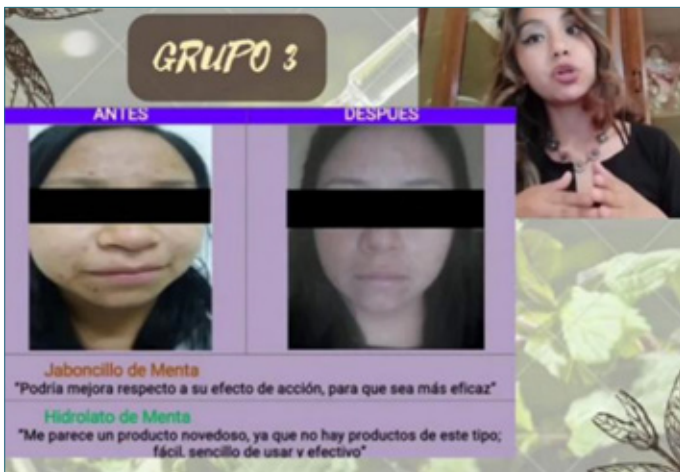 GRUPO 3
ANTES
DESPUES
Jaboncillo de Menta
“Podría mejora respecto a su efecto de acción, para que sea más eficaz”
Hidrolato de Menta
“Me parece un producto novedoso, ya que no hay productos de este tipo;
fácil, sencillo de usar y efectivo”